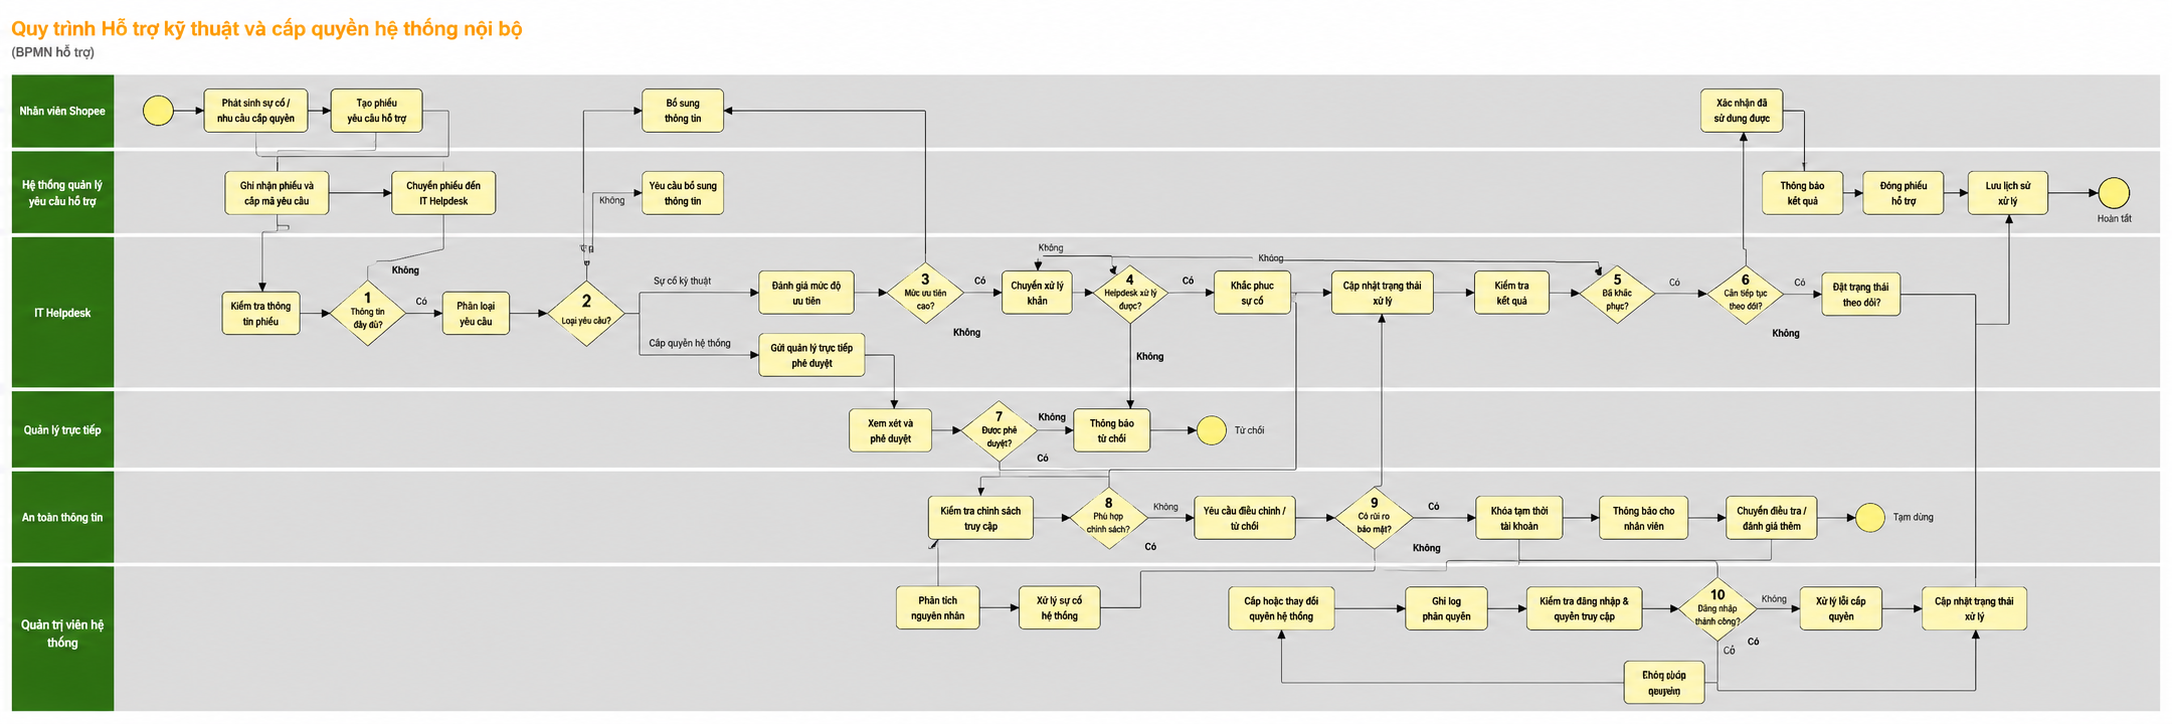 Quy trình Hỗ trợ kỹ thuật và cấp quyền hệ thống nội bộ
(BPMN hỗ trợ)
Nhân viên Shopee
Phát sinh sự cố /
nhu cầu cấp quyền
Tạo phiếu
yêu cầu hỗ trợ
Bổ sung
thông tin
Xác nhận đã
sử dụng được
Hệ thống quản lý
yêu cầu hỗ trợ
Ghi nhận phiếu và
cấp mã yêu cầu
Chuyển phiếu đến
IT Helpdesk
Không
Yêu cầu bổ sung
thông tin
Thông báo
kết quả
Đóng phiếu
hỗ trợ
Lưu lịch sử
xử lý
Hoàn tất
IT Helpdesk
Kiểm tra thông
tin phiếu
Không
1
Thông tin
đầy đủ?
Có
Phân loại
yêu cầu
2
Loại yêu cầu?
Sự cố kỹ thuật
Cấp quyền hệ thống
Đánh giá mức độ
ưu tiên
Gửi quản lý trực tiếp
phê duyệt
3
Mức ưu tiên
cao?
Có
Không
Chuyển xử lý
khẩn
Không
4
Helpdesk xử lý
được?
Có
Không
Khắc phục
sự cố
Không
Cập nhật trạng thái
xử lý
Kiểm tra
kết quả
5
Đã khắc
phục?
Có
6
Cần tiếp tục
theo dõi?
Có
Không
Đặt trạng thái
theo dõi?
Quản lý trực tiếp
Xem xét và
phê duyệt
7
Được phê
duyệt?
Không
Có
Thông báo
từ chối
Từ chối
An toàn thông tin
Kiểm tra chính sách
truy cập
8
Phù hợp
chính sách?
Không
Có
Yêu cầu điều chỉnh /
từ chối
9
Có rủi ro
bảo mật?
Có
Không
Khóa tạm thời
tài khoản
Thông báo cho
nhân viên
Chuyển điều tra /
đánh giá thêm
Tạm dừng
Quản trị viên hệ
thống
Phân tích
nguyên nhân
Xử lý sự cố
hệ thống
Cấp hoặc thay đổi
quyền hệ thống
Ghi log
phân quyền
Kiểm tra đăng nhập &
quyền truy cập
10
Đăng nhập
thành công?
Không
Có
Có
Xử lý lỗi cấp
quyền
Cập nhật trạng thái
xử lý